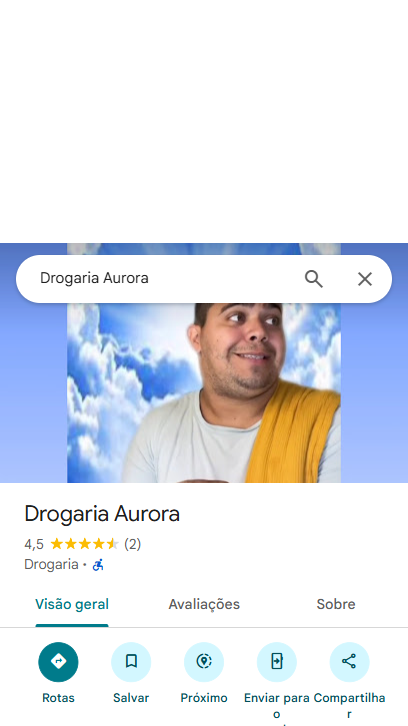 Drogaria Aurora
Drogaria Aurora
4,5 (2)
Drogaria ·
Visão geral Avaliações Sobre
Rotas Salvar Próximo Enviar para o Compartilhar